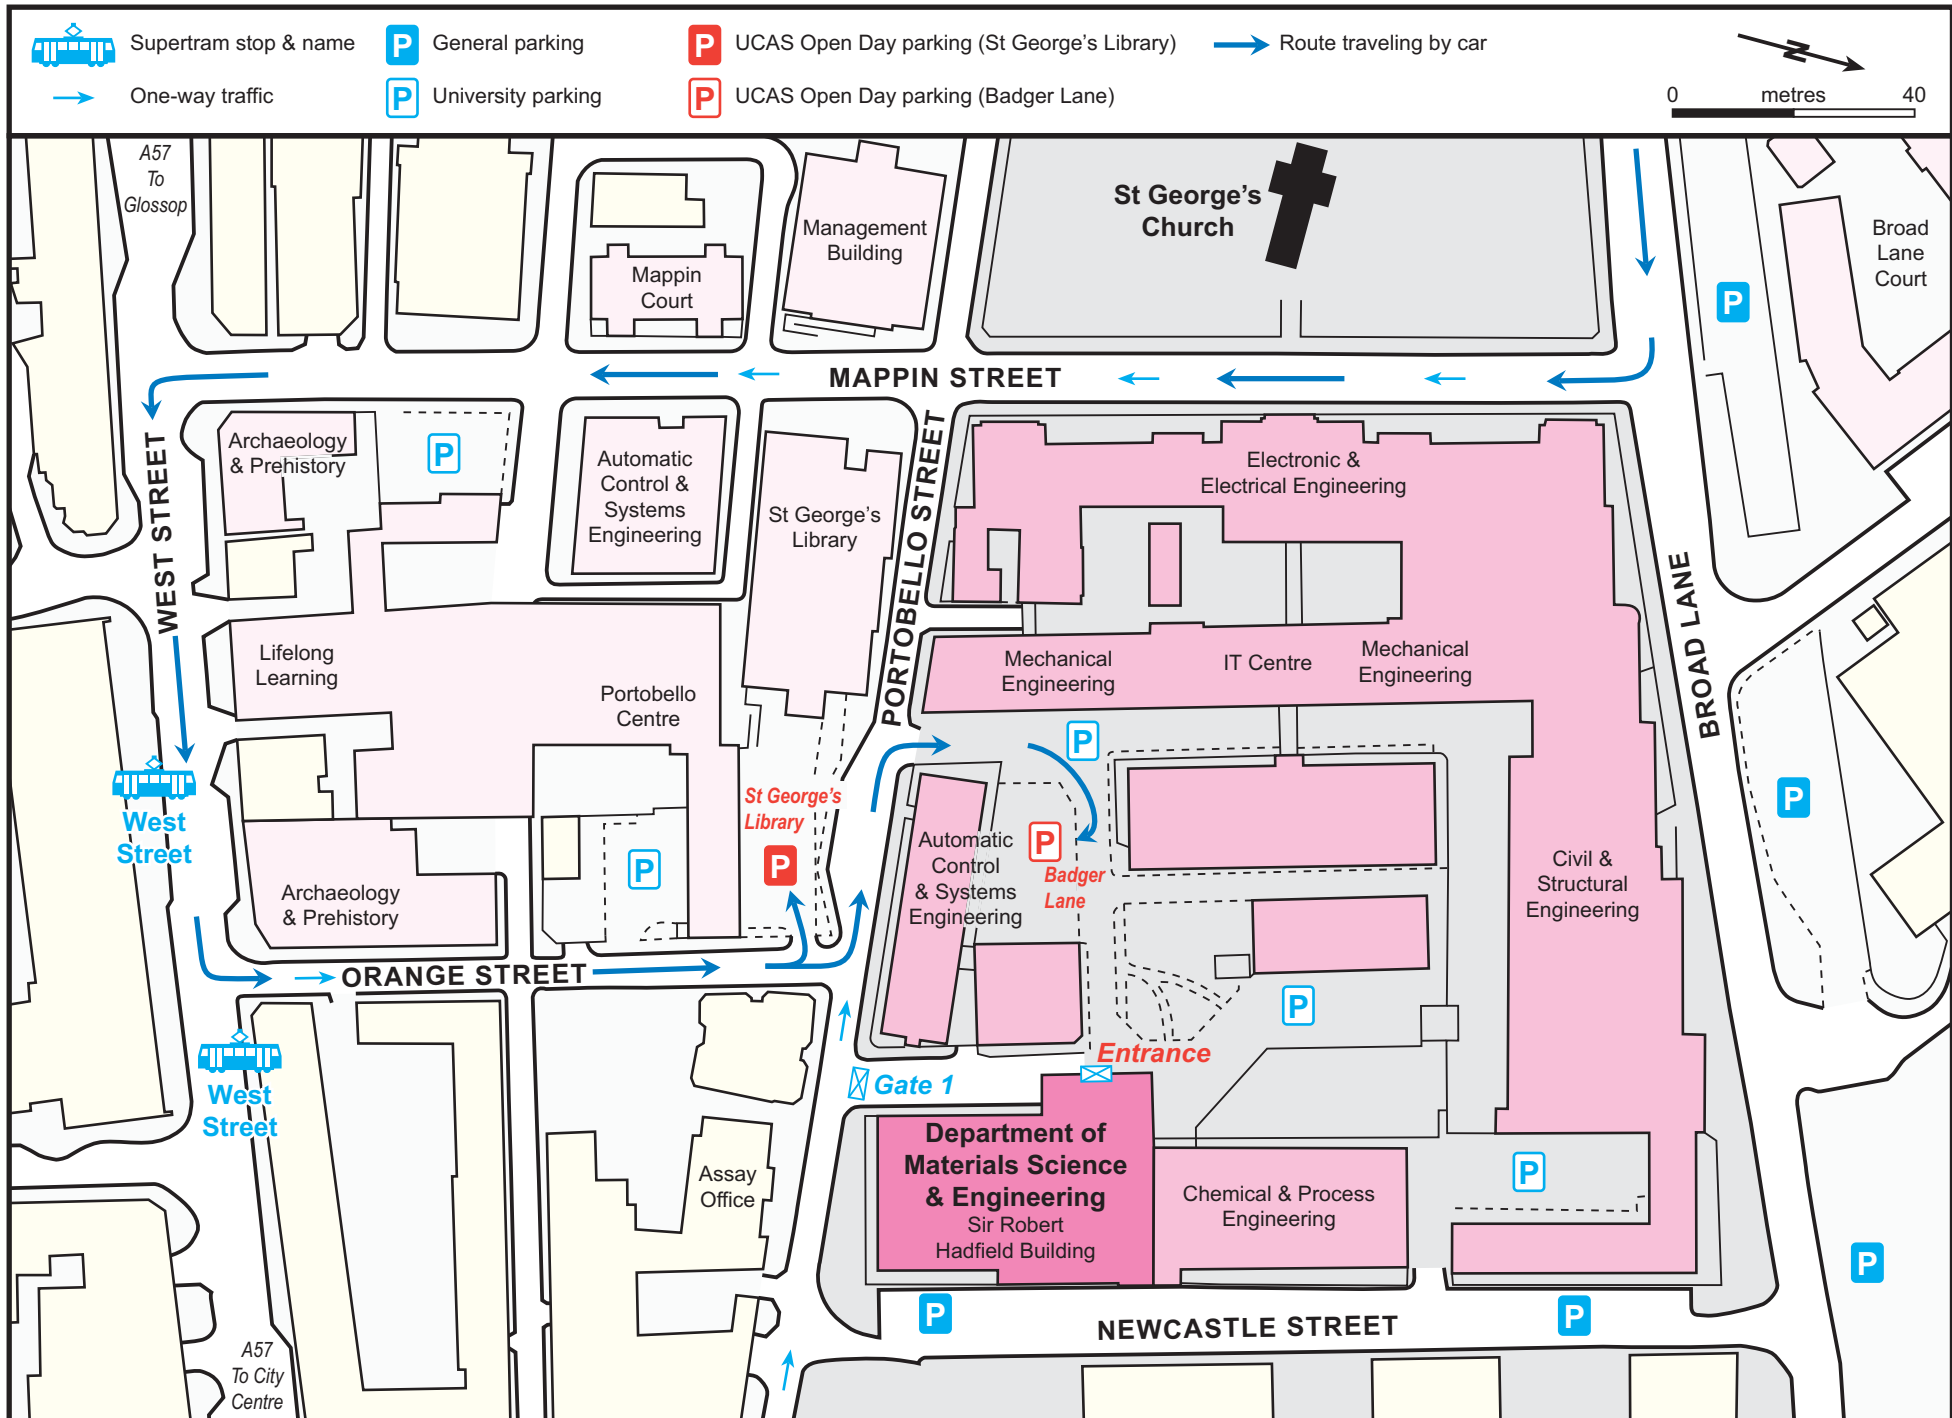 Supertram stop & name
P
General parking
P
UCAS Open Day parking (St George's Library)
Route traveling by car
N
One-way traffic
P
University parking
P
UCAS Open Day parking (Badger Lane)
0 metres 40
A57
To
Glossop
Mappin
Court
Management
Building
St George's
Church
P
Broad
Lane
Court
MAPPIN STREET
WEST STREET
Archaeology
& Prehistory
P
Automatic
Control &
Systems
Engineering
St George's
Library
PORTOBELLO STREET
Electronic &
Electrical Engineering
BROAD LANE
Lifelong
Learning
Portobello
Centre
Mechanical
Engineering
IT Centre
Mechanical
Engineering
P
West
Street
St George's
Library
P
P
Archaeology
& Prehistory
Automatic
Control
& Systems
Engineering
P
Badger
Lane
Civil &
Structural
Engineering
P
ORANGE STREET
P
West
Street
Entrance
Gate 1
Assay
Office
Department of
Materials Science
& Engineering
Sir Robert
Hadfield Building
Chemical & Process
Engineering
P
P
P
P
NEWCASTLE STREET
A57
To City
Centre